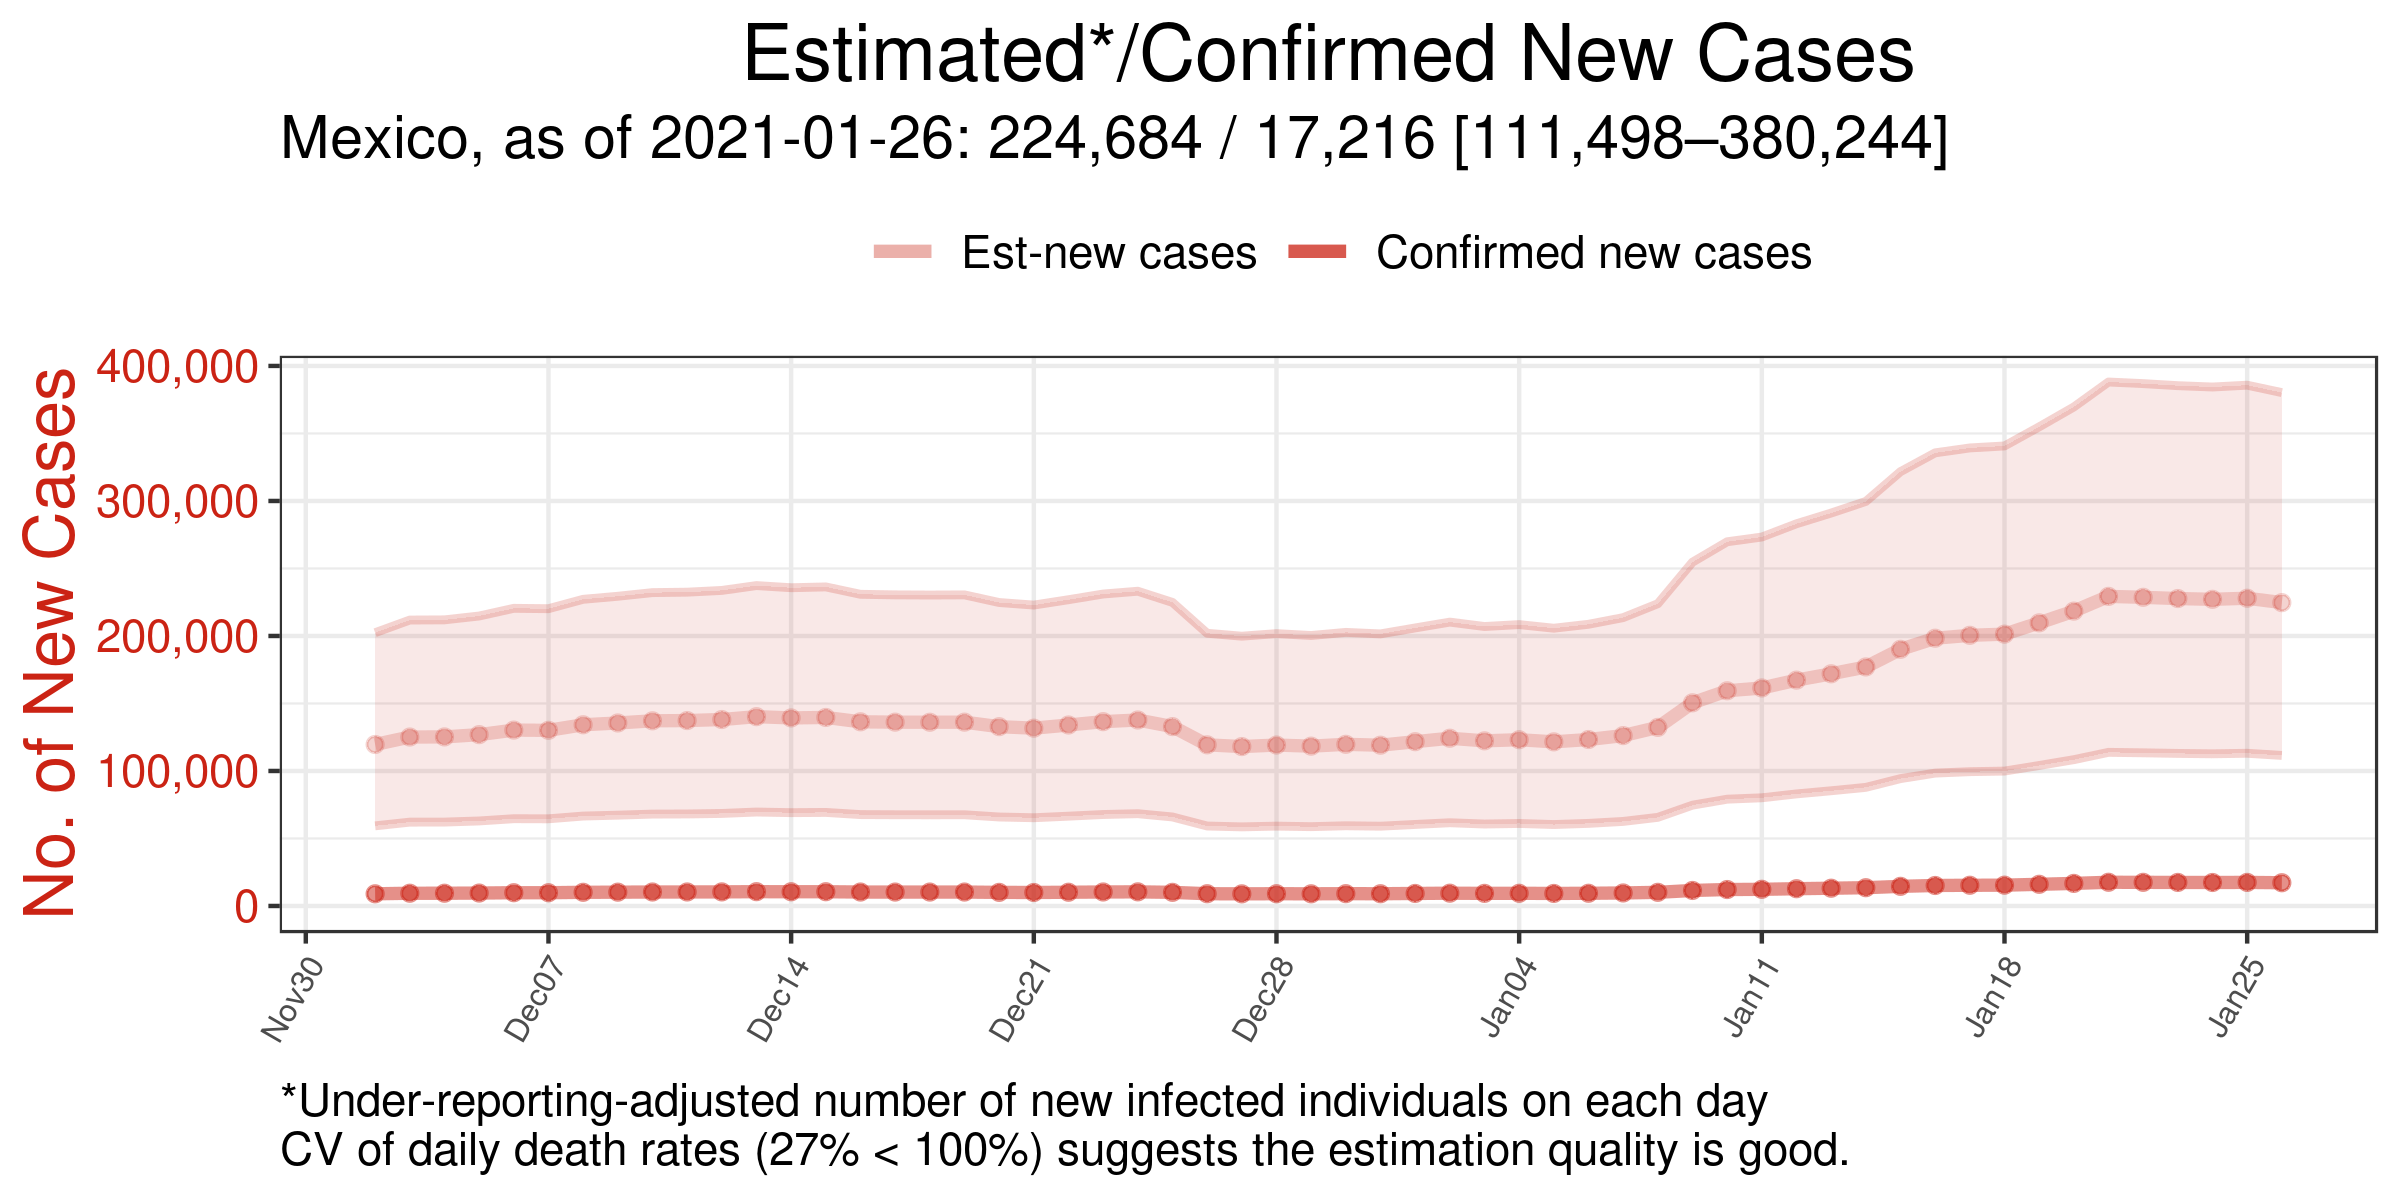 Estimated*/Confirmed New Cases
Mexico, as of 2021-01-26: 224,684 / 17,216 [111,498–380,244]
Est-new cases
Confirmed new cases
No. of New Cases
400,000
300,000
200,000
100,000
0
Nov30
Dec07
Dec14
Dec21
Dec28
Jan04
Jan11
Jan18
Jan25
*Under-reporting-adjusted number of new infected individuals on each day
CV of daily death rates (27% < 100%) suggests the estimation quality is good.